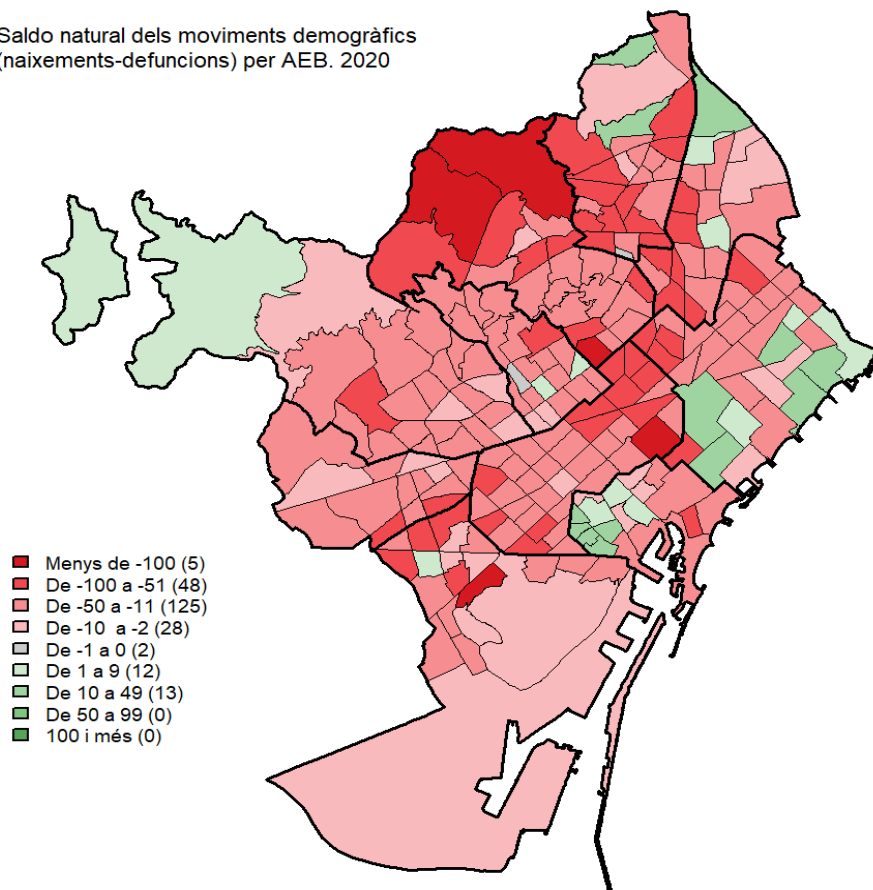 Saldo natural dels moviments demogràfics
(naixements-defuncions) per AEB. 2020
Menys de -100 (5)
De -100 a -51 (48)
De -50 a -11 (125)
De -10 a -2 (28)
De -1 a 0 (2)
De 1 a 9 (12)
De 10 a 49 (13)
De 50 a 99 (0)
100 i més (0)